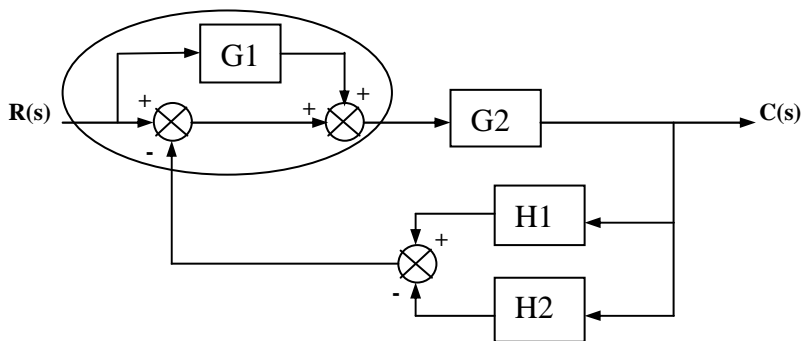 G1
+
+
R(s)
+
G2
C(s)
-
H1
+
-
H2